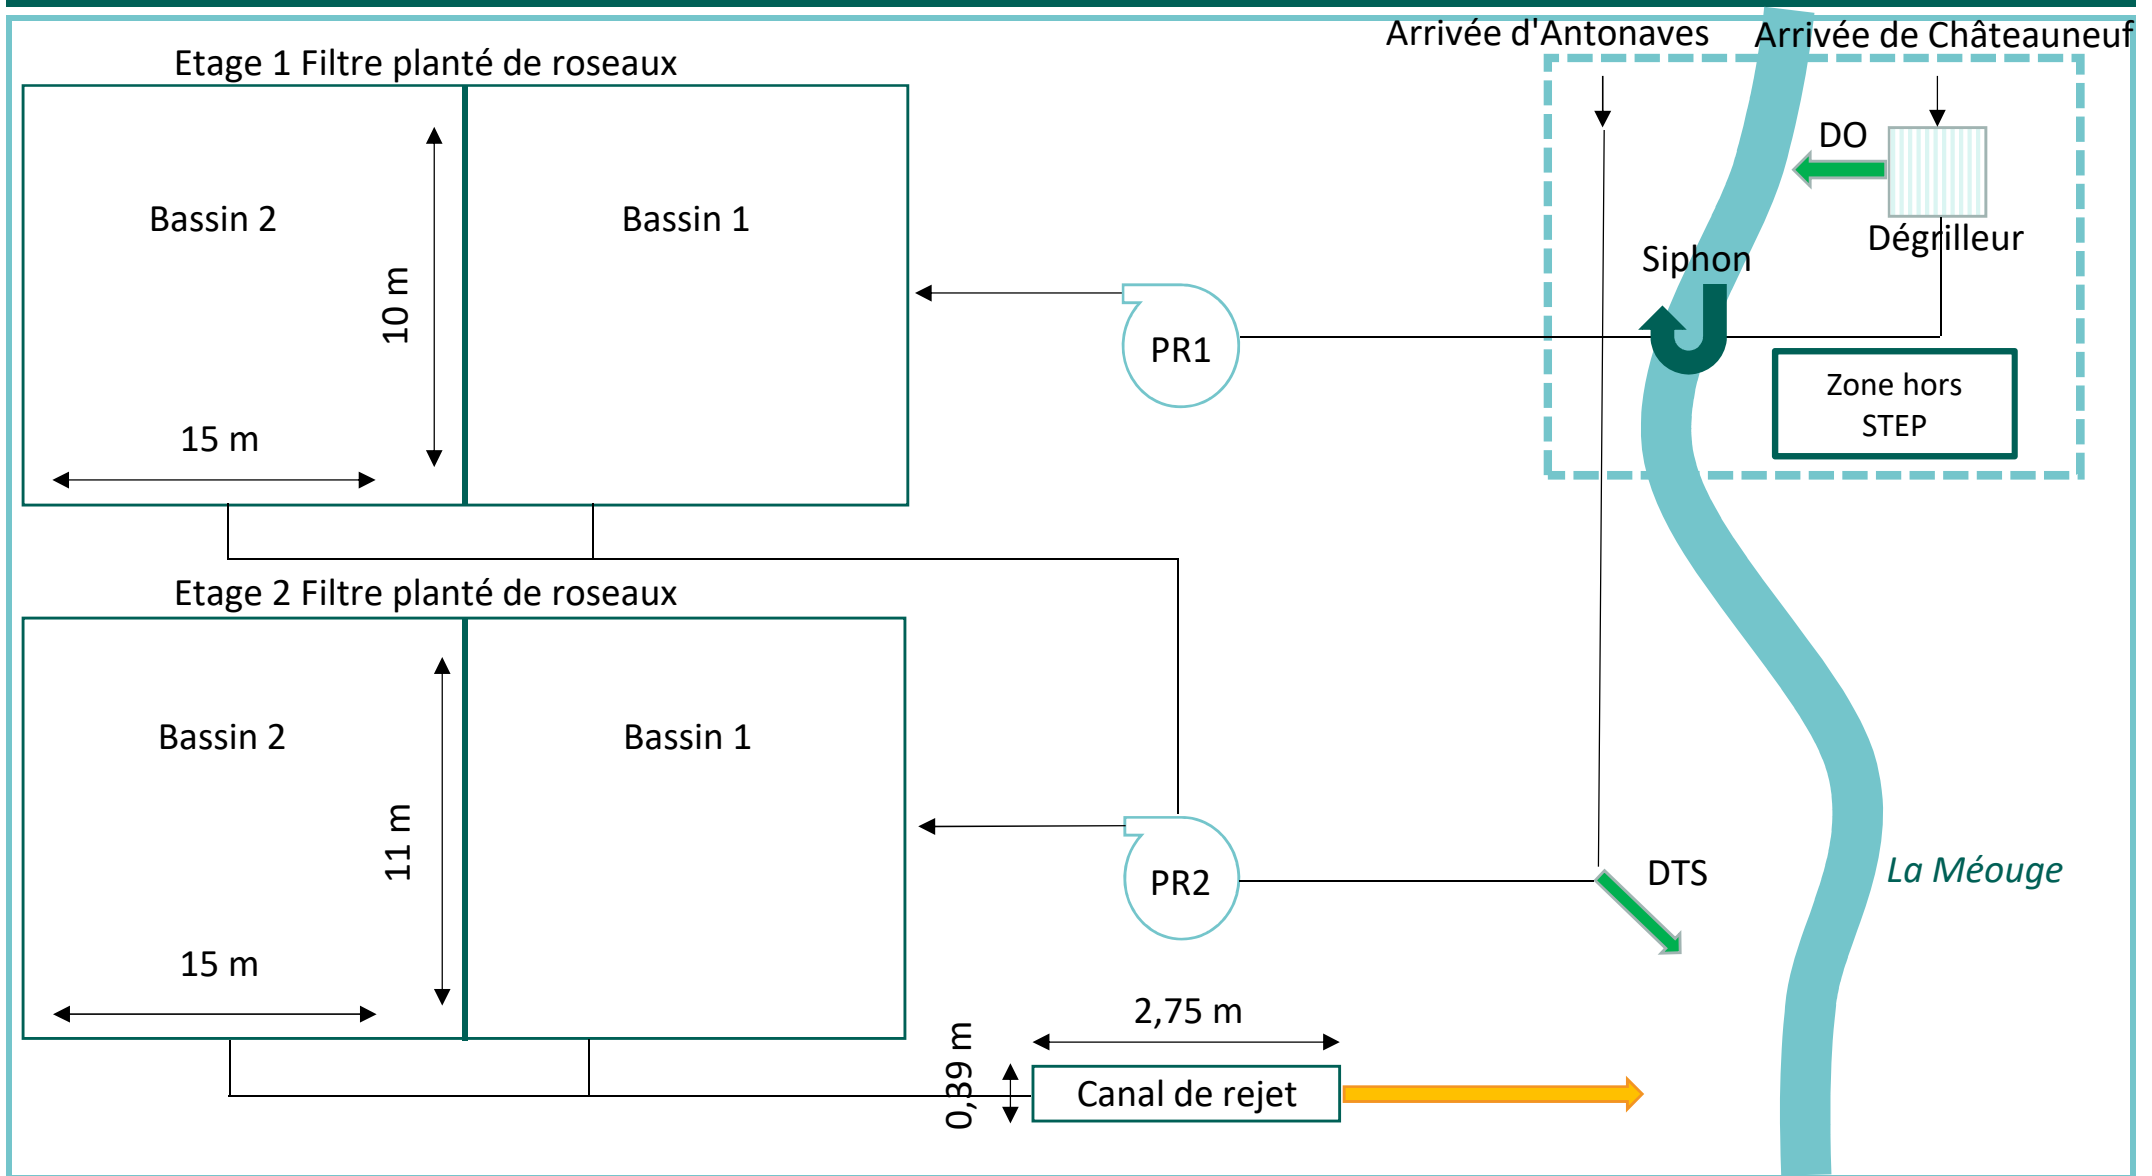 Arrivée d'Antonaves
Arrivée de Châteauneuf
Etage 1 Filtre planté de roseaux
DO
Bassin 2
Bassin 1
Dégrilleur
Siphon
10 m
PR1
Zone hors
STEP
15 m
Etage 2 Filtre planté de roseaux
Bassin 2
Bassin 1
11 m
PR2
DTS
La Méouge
15 m
2,75 m
0,39 m
Canal de rejet